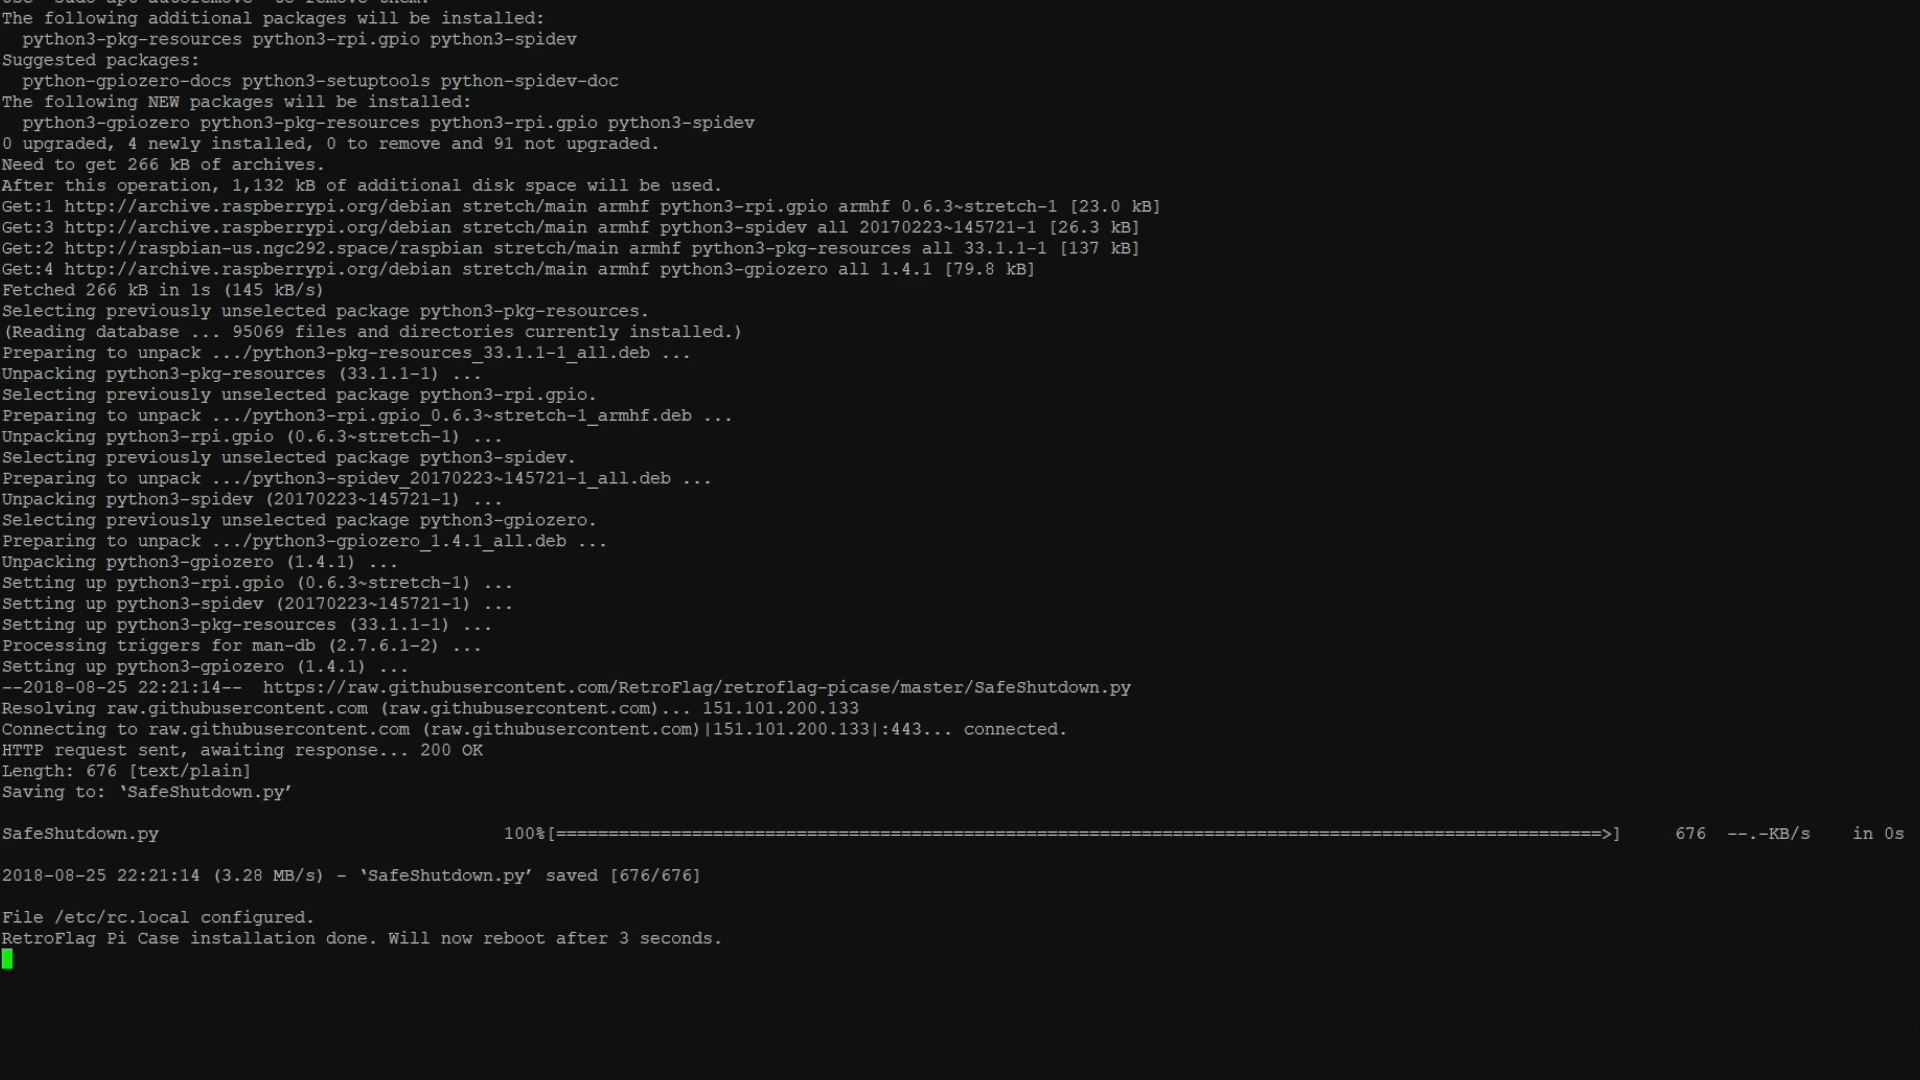 use 'sudo apt autoremove' to remove them.
The following additional packages will be installed:
  python3-pkg-resources python3-rpi.gpio python3-spidev
Suggested packages:
  python-gpiozero-docs python3-setuptools python-spidev-doc
The following NEW packages will be installed:
  python3-gpiozero python3-pkg-resources python3-rpi.gpio python3-spidev
0 upgraded, 4 newly installed, 0 to remove and 91 not upgraded.
Need to get 266 kB of archives.
After this operation, 1,132 kB of additional disk space will be used.
Get:1 http://archive.raspberrypi.org/debian stretch/main armhf python3-rpi.gpio armhf 0.6.3~stretch-1 [23.0 kB]
Get:3 http://archive.raspberrypi.org/debian stretch/main armhf python3-spidev all 20170223~145721-1 [26.3 kB]
Get:2 http://raspbian-us.ngc292.space/raspbian stretch/main armhf python3-pkg-resources all 33.1.1-1 [137 kB]
Get:4 http://archive.raspberrypi.org/debian stretch/main armhf python3-gpiozero all 1.4.1 [79.8 kB]
Fetched 266 kB in 1s (145 kB/s)
Selecting previously unselected package python3-pkg-resources.
(Reading database ... 95069 files and directories currently installed.)
Preparing to unpack .../python3-pkg-resources_33.1.1-1_all.deb ...
Unpacking python3-pkg-resources (33.1.1-1) ...
Selecting previously unselected package python3-rpi.gpio.
Preparing to unpack .../python3-rpi.gpio_0.6.3~stretch-1_armhf.deb ...
Unpacking python3-rpi.gpio (0.6.3~stretch-1) ...
Selecting previously unselected package python3-spidev.
Preparing to unpack .../python3-spidev_20170223~145721-1_all.deb ...
Unpacking python3-spidev (20170223~145721-1) ...
Selecting previously unselected package python3-gpiozero.
Preparing to unpack .../python3-gpiozero_1.4.1_all.deb ...
Unpacking python3-gpiozero (1.4.1) ...
Setting up python3-rpi.gpio (0.6.3~stretch-1) ...
Setting up python3-spidev (20170223~145721-1) ...
Setting up python3-pkg-resources (33.1.1-1) ...
Processing triggers for man-db (2.7.6.1-2) ...
Setting up python3-gpiozero (1.4.1) ...
--2018-08-25 22:21:14--  https://raw.githubusercontent.com/RetroFlag/retroflag-picase/master/SafeShutdown.py
Resolving raw.githubusercontent.com (raw.githubusercontent.com)... 151.101.200.133
Connecting to raw.githubusercontent.com (raw.githubusercontent.com)|151.101.200.133|:443... connected.
HTTP request sent, awaiting response... 200 OK
Length: 676 [text/plain]
Saving to: ‘SafeShutdown.py’
SafeShutdown.py 100%[====================================================================================================>] 676 --.-KB/s in 0s
2018-08-25 22:21:14 (3.28 MB/s) - ‘SafeShutdown.py’ saved [676/676]
File /etc/rc.local configured.
RetroFlag Pi Case installation done. Will now reboot after 3 seconds.